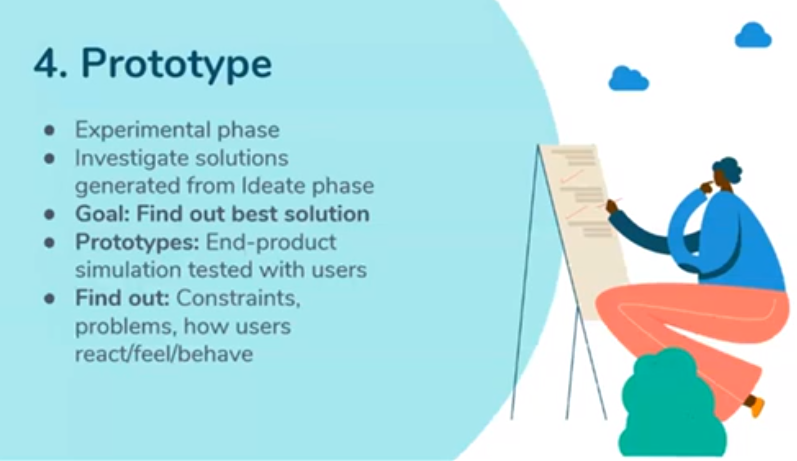 4. Prototype
● Experimental phase
● Investigate solutions
generated from Ideate phase
● Goal: Find out best solution
● Prototypes: End-product
simulation tested with users
● Find out: Constraints,
problems, how users
react/feel/behave